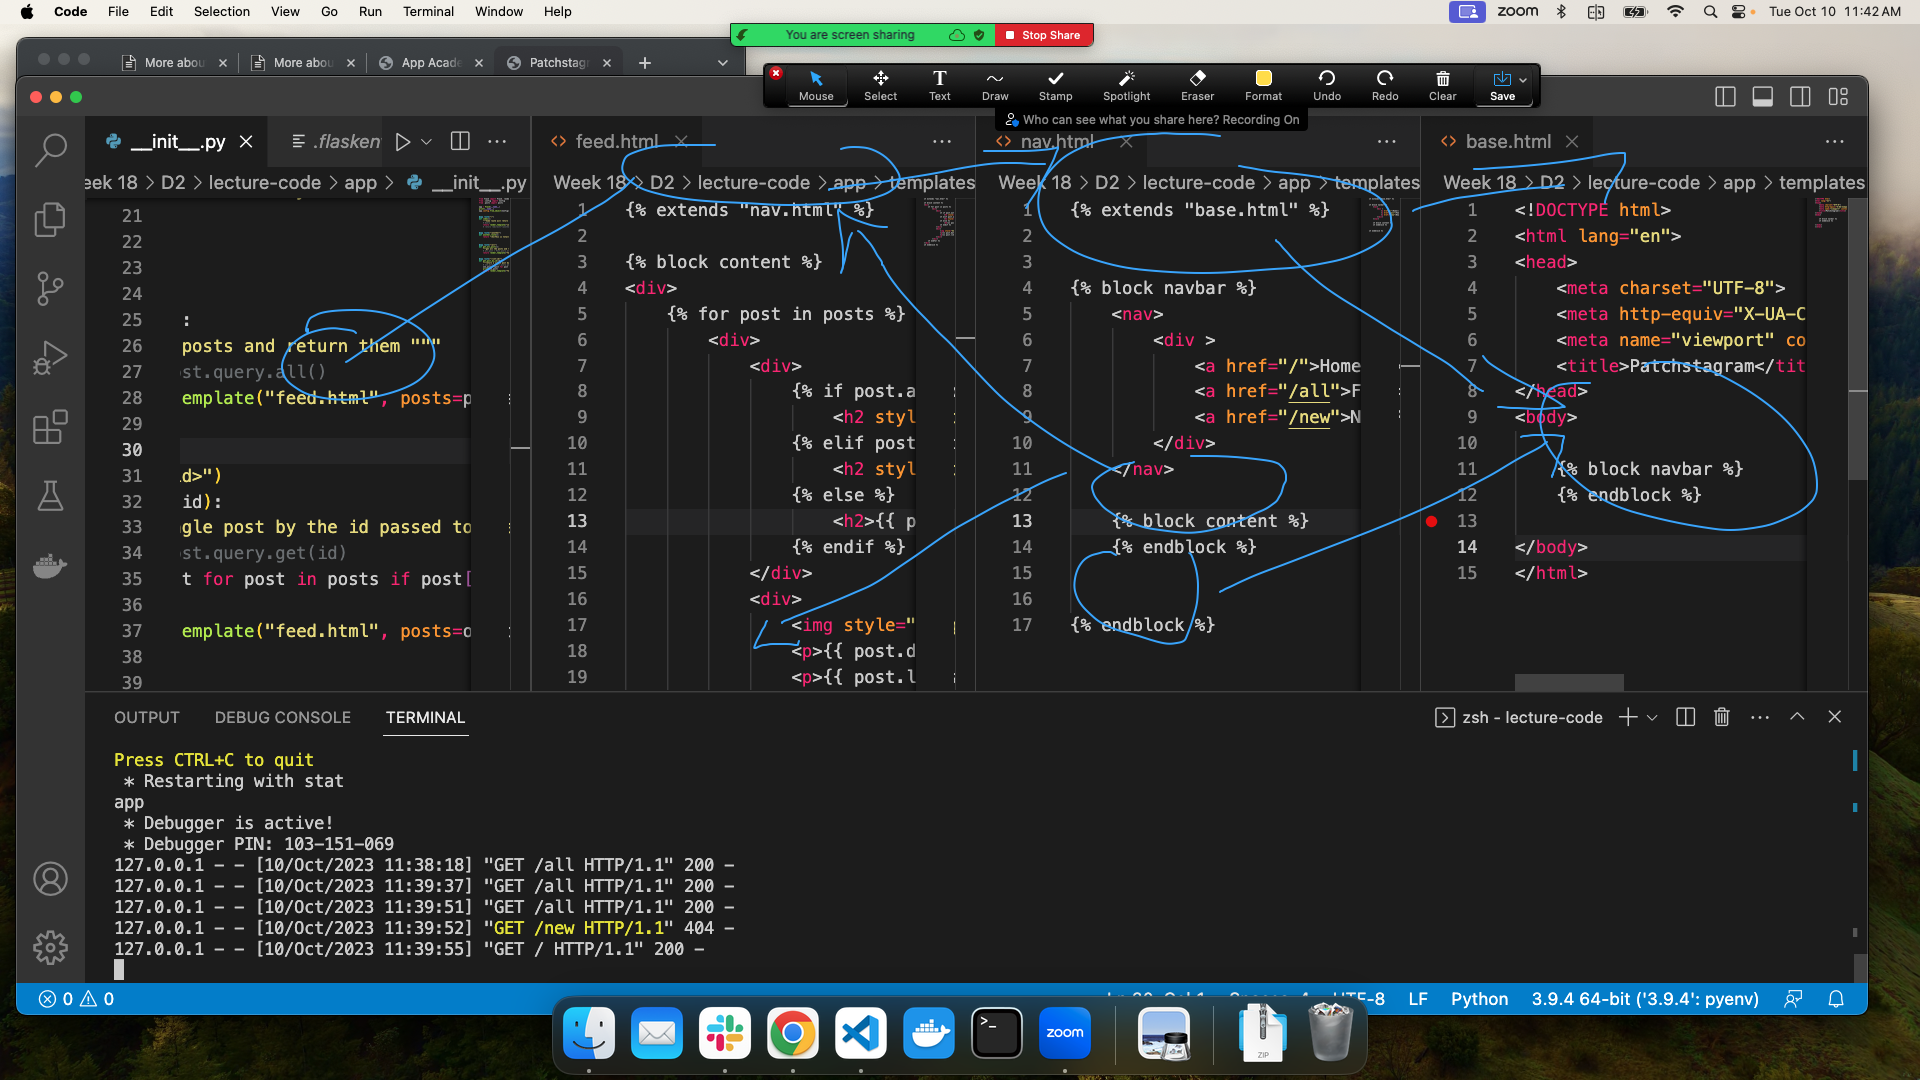 Code File Edit Selection View Go Run Terminal Window Help
zoom Tue Oct 10 11:42 AM
You are screen sharing Stop Share
More abou
More abou
App Acade
Patchstag
Mouse Select Text Draw Stamp Spotlight Eraser Format Undo Redo Clear Save
Who can see what you share here? Recording On
__init__.py .flasken
eek 18 > D2 > lecture-code > app > __init__.py
21
22
23
24
25 :
26 posts and return them """
27 st.query.all()
28 emplate("feed.html", posts=p
29
30
31 d>")
32 id):
33 gle post by the id passed to
34 st.query.get(id)
35 t for post in posts if post[
36
37 emplate("feed.html", posts=o
38
39
feed.html
Week 18 > D2 > lecture-code > app > templates
1 {% extends "nav.html" %}
2
3 {% block content %}
4 <div>
5 {% for post in posts %}
6 <div>
7 <div>
8 {% if post.a
9 <h2 styl
10 {% elif post
11 <h2 styl
12 {% else %}
13 <h2>{{ p
14 {% endif %}
15 </div>
16 <div>
17 <img style="
18 <p>{{ post.d
19 <p>{{ post.l
nav.html
Week 18 > D2 > lecture-code > app > templates
1 {% extends "base.html" %}
2
3
4 {% block navbar %}
5 <nav>
6 <div >
7 <a href="/">Home
8 <a href="/all">F
9 <a href="/new">N
10 </div>
11 </nav>
12
13 {% block content %}
14 {% endblock %}
15
16
17 {% endblock %}
base.html
Week 18 > D2 > lecture-code > app > templates
1 <!DOCTYPE html>
2 <html lang="en">
3 <head>
4 <meta charset="UTF-8">
5 <meta http-equiv="X-UA-C
6 <meta name="viewport" co
7 <title>Patchstagram</tit
8 </head>
9 <body>
10
11 {% block navbar %}
12 {% endblock %}
13
14 </body>
15 </html>
OUTPUT DEBUG CONSOLE TERMINAL
zsh - lecture-code
Press CTRL+C to quit
* Restarting with stat
app
* Debugger is active!
* Debugger PIN: 103-151-069
127.0.0.1 - - [10/Oct/2023 11:38:18] "GET /all HTTP/1.1" 200 -
127.0.0.1 - - [10/Oct/2023 11:39:37] "GET /all HTTP/1.1" 200 -
127.0.0.1 - - [10/Oct/2023 11:39:51] "GET /all HTTP/1.1" 200 -
127.0.0.1 - - [10/Oct/2023 11:39:52] "GET /new HTTP/1.1" 404 -
127.0.0.1 - - [10/Oct/2023 11:39:55] "GET / HTTP/1.1" 200 -
0 0 UTF-8 LF Python 3.9.4 64-bit ('3.9.4': pyenv)
zoom
ZIP